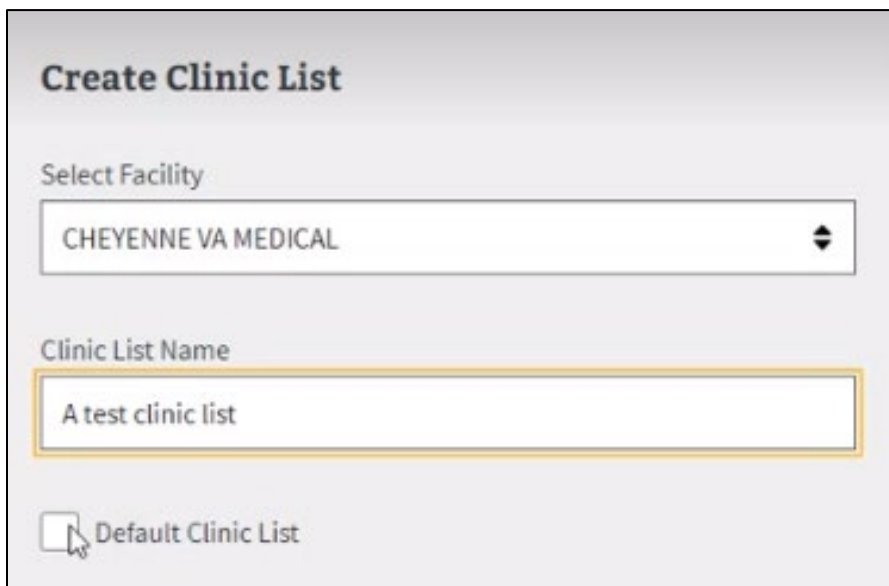 Create Clinic List
Select Facility
CHEYENNE VA MEDICAL
Clinic List Name
A test clinic list
Default Clinic List